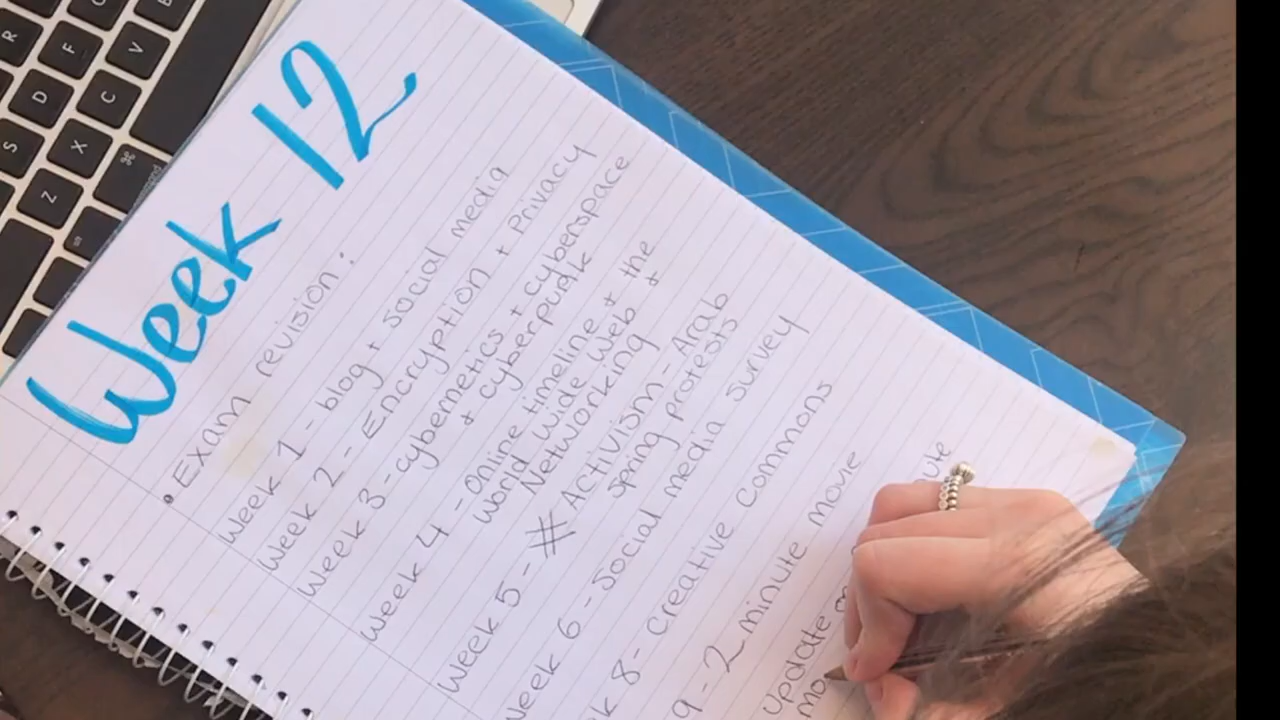 Week 12
• Exam revision:
Week 1 - blog + social media
Week 2 - Encryption + Privacy
Week 3 - cybernetics + cyberspace
+ cyberpunk
Week 4 - Online timeline + the
World Wide Web +
Networking
Week 5 - # Activism - Arab
Spring protests
Week 6 - Social media survey
8 - Creative Commons
9 - 2 minute movie
update
R
F
V
D
C
S
X
Z
⌘